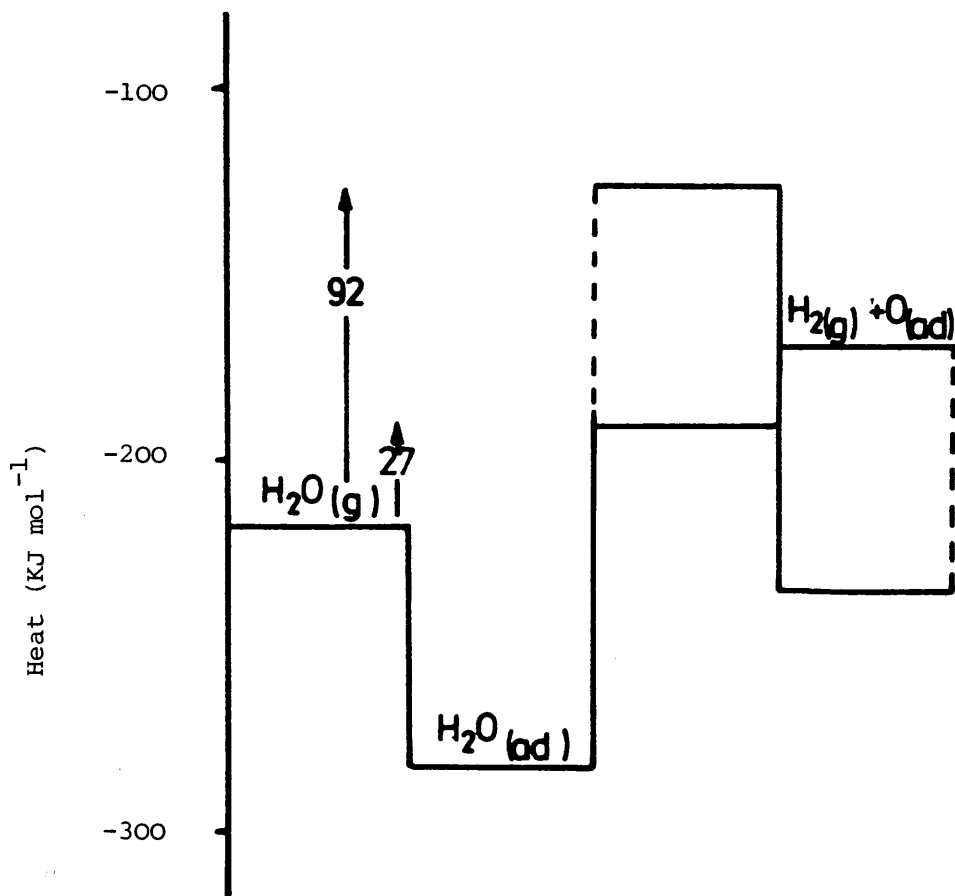 -100
92
H₂(g) +O(ad)
-200
27
H₂O (g)
Heat (KJ mol⁻¹)
H₂O (ad)
-300